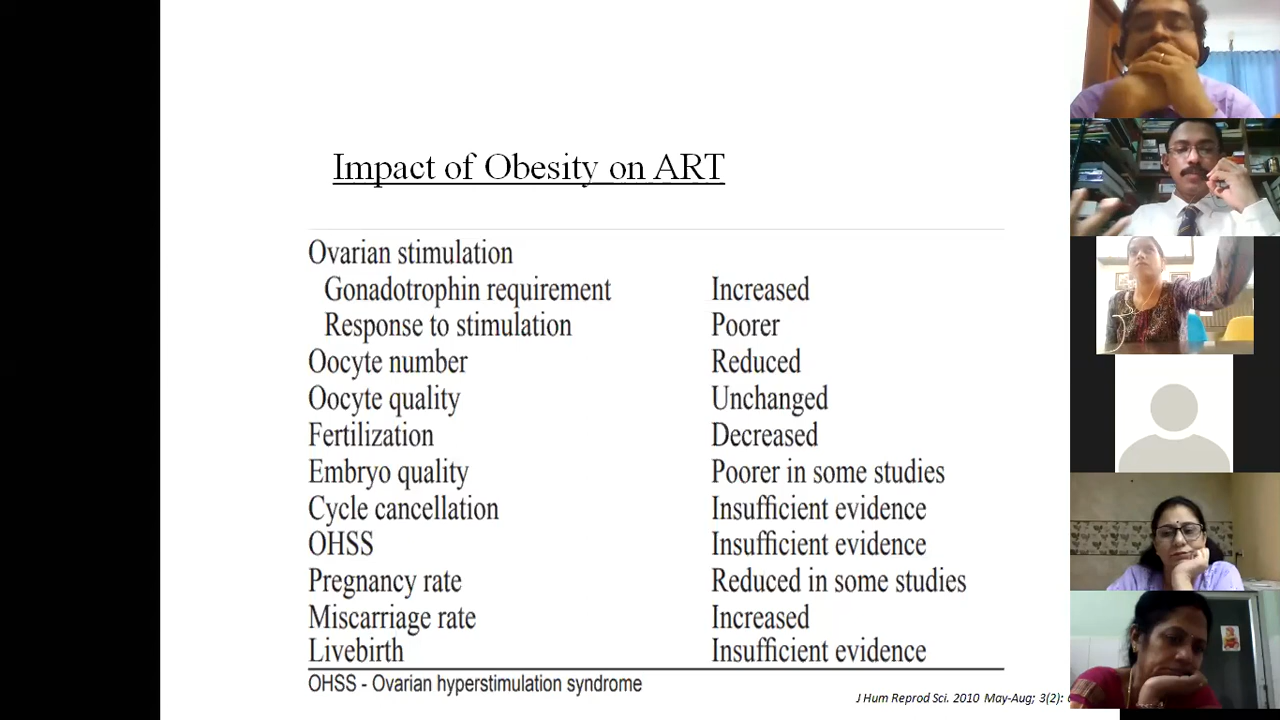 Impact of Obesity on ART
Ovarian stimulation
Gonadotrophin requirement Increased
Response to stimulation Poorer
Oocyte number Reduced
Oocyte quality Unchanged
Fertilization Decreased
Embryo quality Poorer in some studies
Cycle cancellation Insufficient evidence
OHSS Insufficient evidence
Pregnancy rate Reduced in some studies
Miscarriage rate Increased
Livebirth Insufficient evidence
OHSS - Ovarian hyperstimulation syndrome
J Hum Reprod Sci. 2010 May-Aug; 3(2):